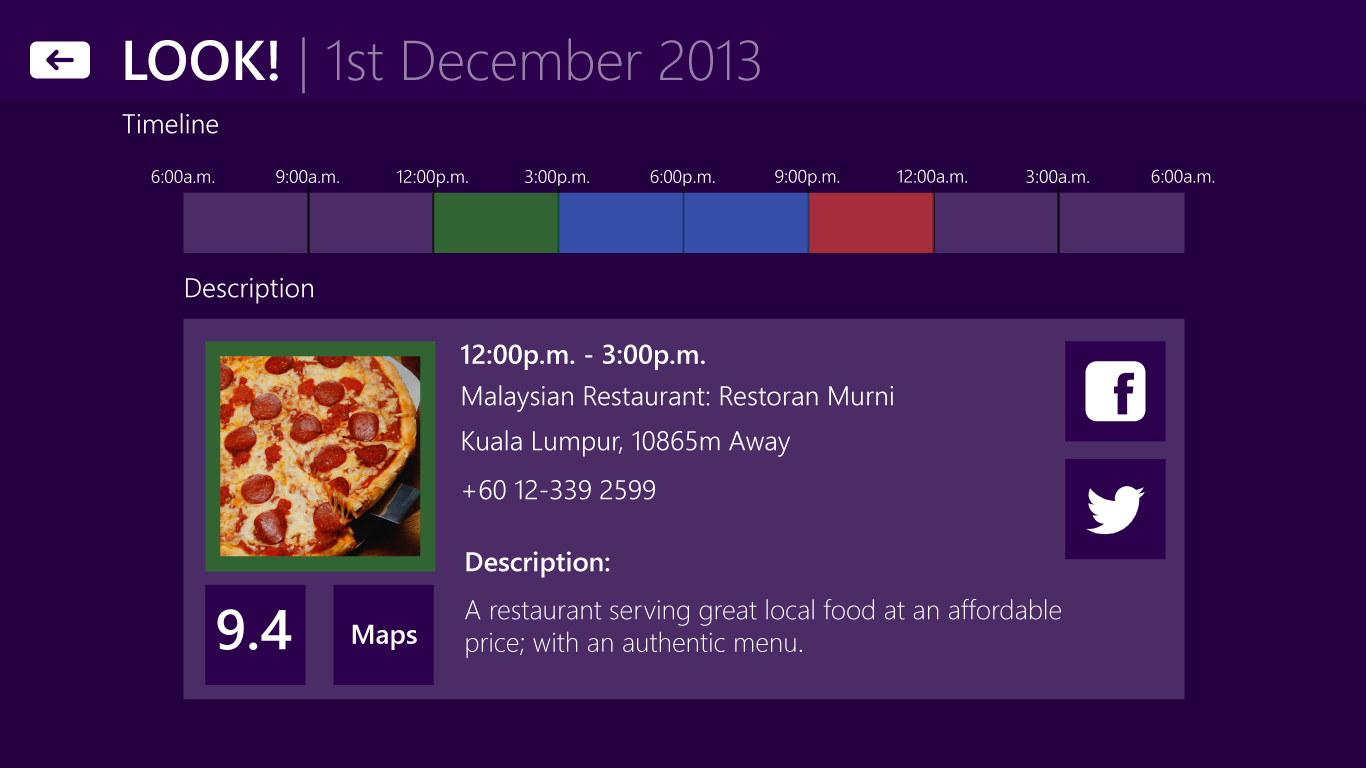 LOOK! | 1st December 2013
Timeline
6:00a.m. 9:00a.m. 12:00p.m. 3:00p.m. 6:00p.m. 9:00p.m. 12:00a.m. 3:00a.m. 6:00a.m.
Description
12:00p.m. - 3:00p.m.
Malaysian Restaurant: Restoran Murni
Kuala Lumpur, 10865m Away
+60 12-339 2599
Description:
A restaurant serving great local food at an affordable
price; with an authentic menu.
9.4
Maps